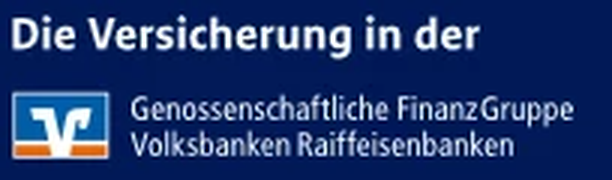 Die Versicherung in der
Genossenschaftliche FinanzGruppe
Volksbanken Raiffeisenbanken